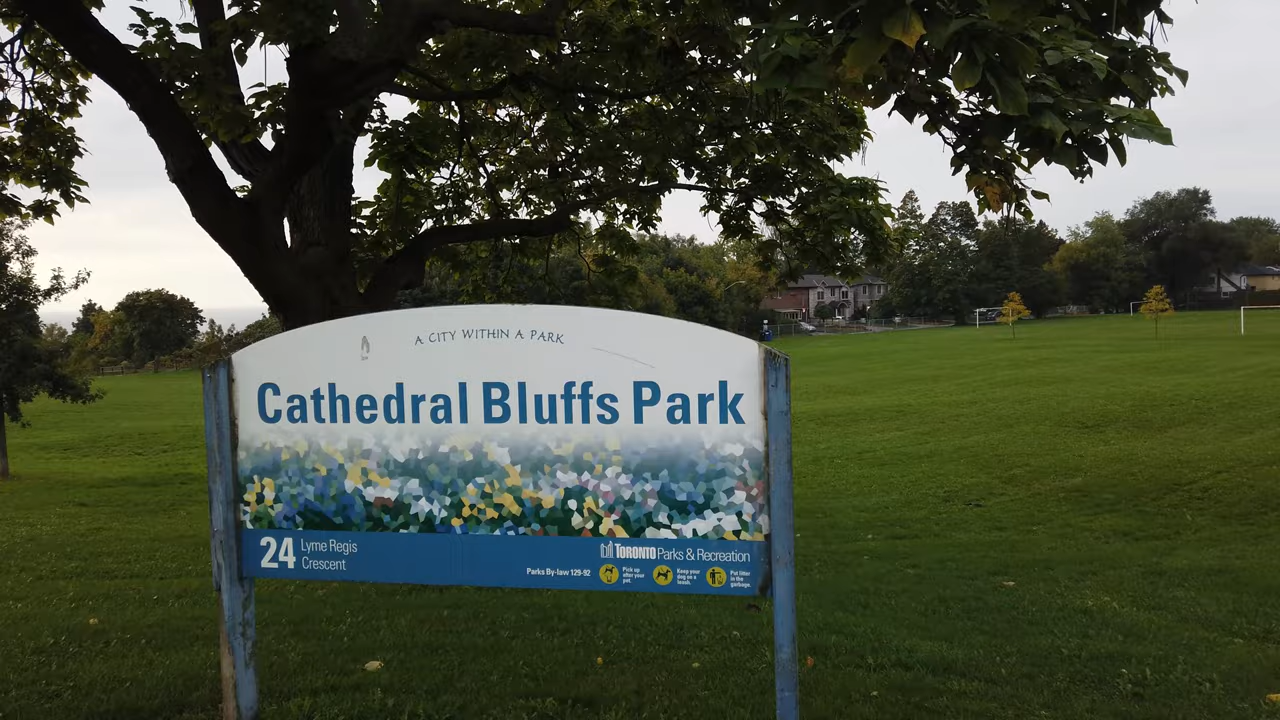 A CITY WITHIN A PARK
Cathedral Bluffs Park
24 Lyme Regis
Crescent
TORONTO Parks & Recreation
Parks By-law 129-92
Pick up
after your
pet.
Keep your
dog on a
leash.
Put litter
in the
garbage.